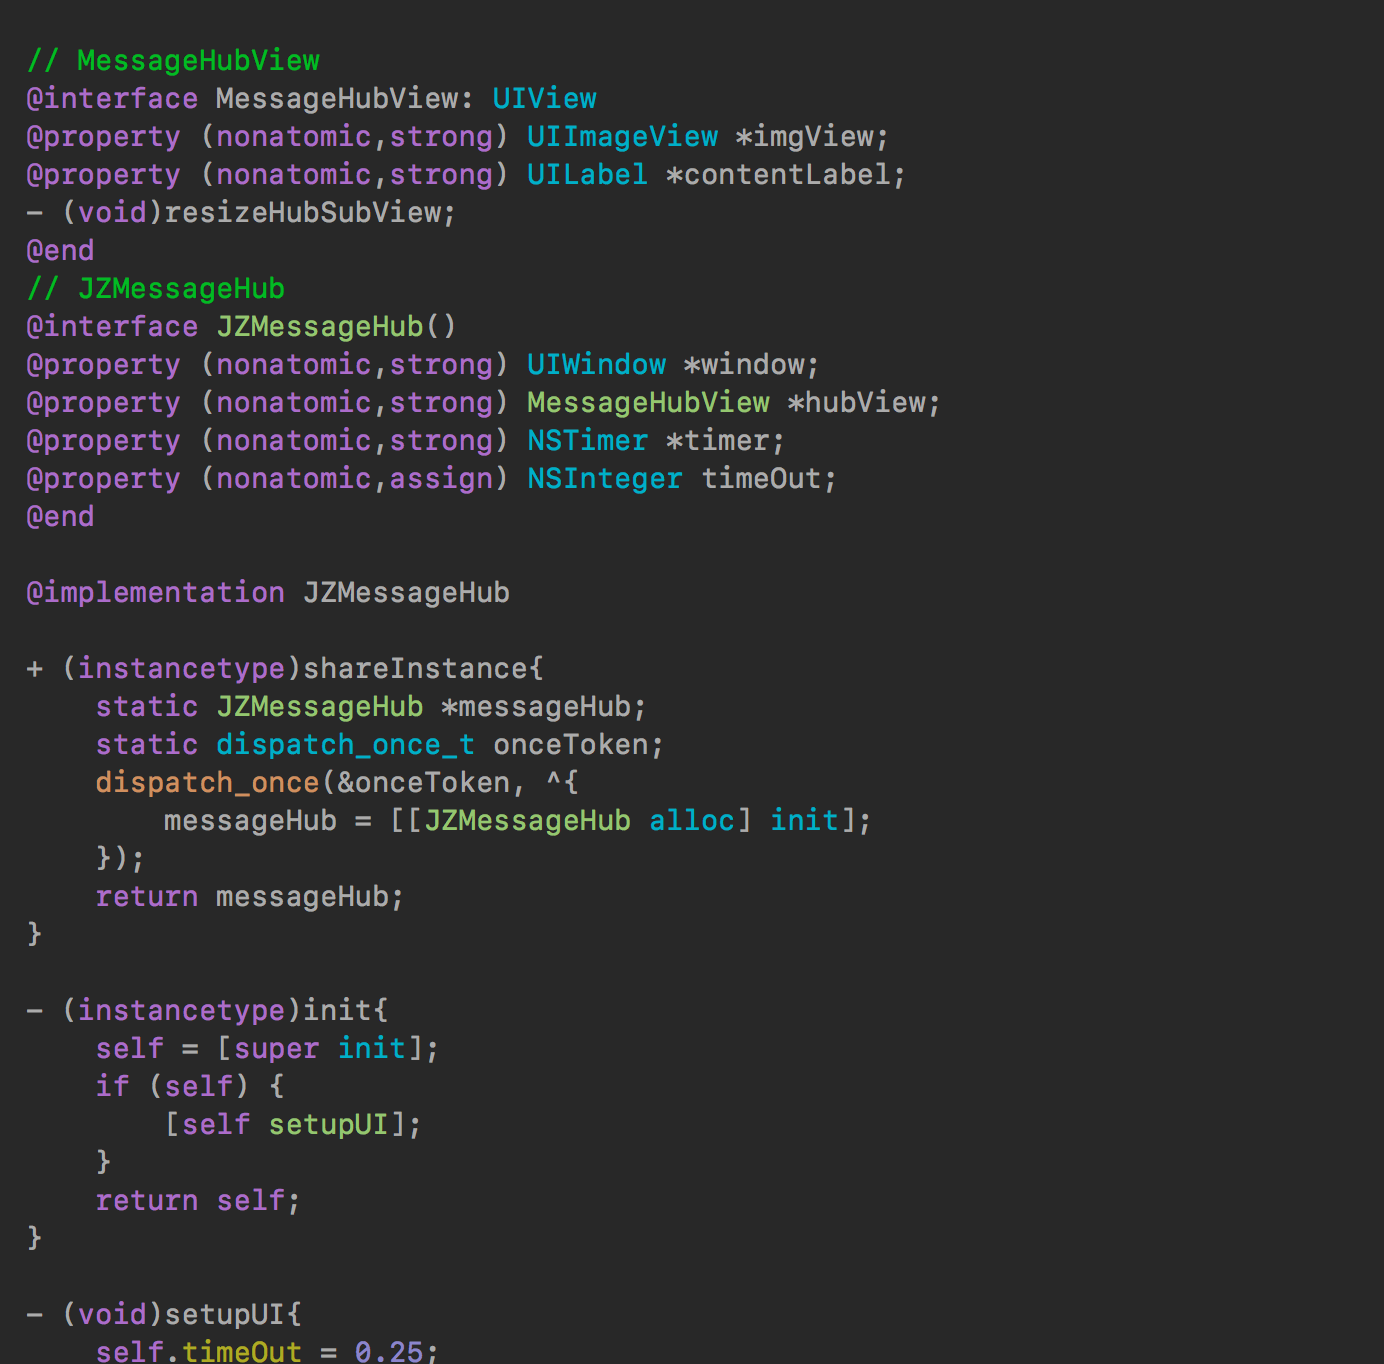 // MessageHubView
@interface MessageHubView: UIView
@property (nonatomic,strong) UIImageView *imgView;
@property (nonatomic,strong) UILabel *contentLabel;
- (void)resizeHubSubView;
@end
// JZMessageHub
@interface JZMessageHub()
@property (nonatomic,strong) UIWindow *window;
@property (nonatomic,strong) MessageHubView *hubView;
@property (nonatomic,strong) NSTimer *timer;
@property (nonatomic,assign) NSInteger timeOut;
@end

@implementation JZMessageHub

+ (instancetype)shareInstance{
    static JZMessageHub *messageHub;
    static dispatch_once_t onceToken;
    dispatch_once(&onceToken, ^{
        messageHub = [[JZMessageHub alloc] init];
    });
    return messageHub;
}

- (instancetype)init{
    self = [super init];
    if (self) {
        [self setupUI];
    }
    return self;
}

- (void)setupUI{
    self.timeOut = 0.25;